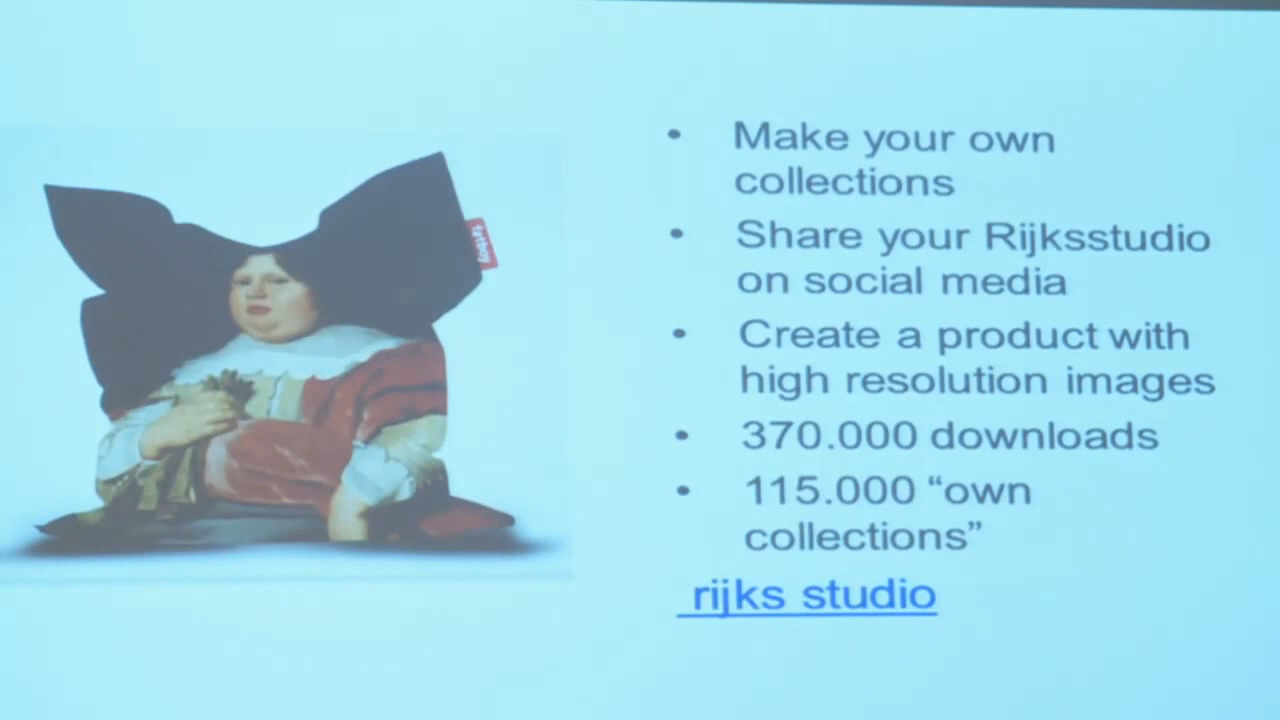 • Make your own
collections
• Share your Rijksstudio
on social media
• Create a product with
high resolution images
• 370.000 downloads
• 115.000 “own
collections”
rijks studio
fatboy